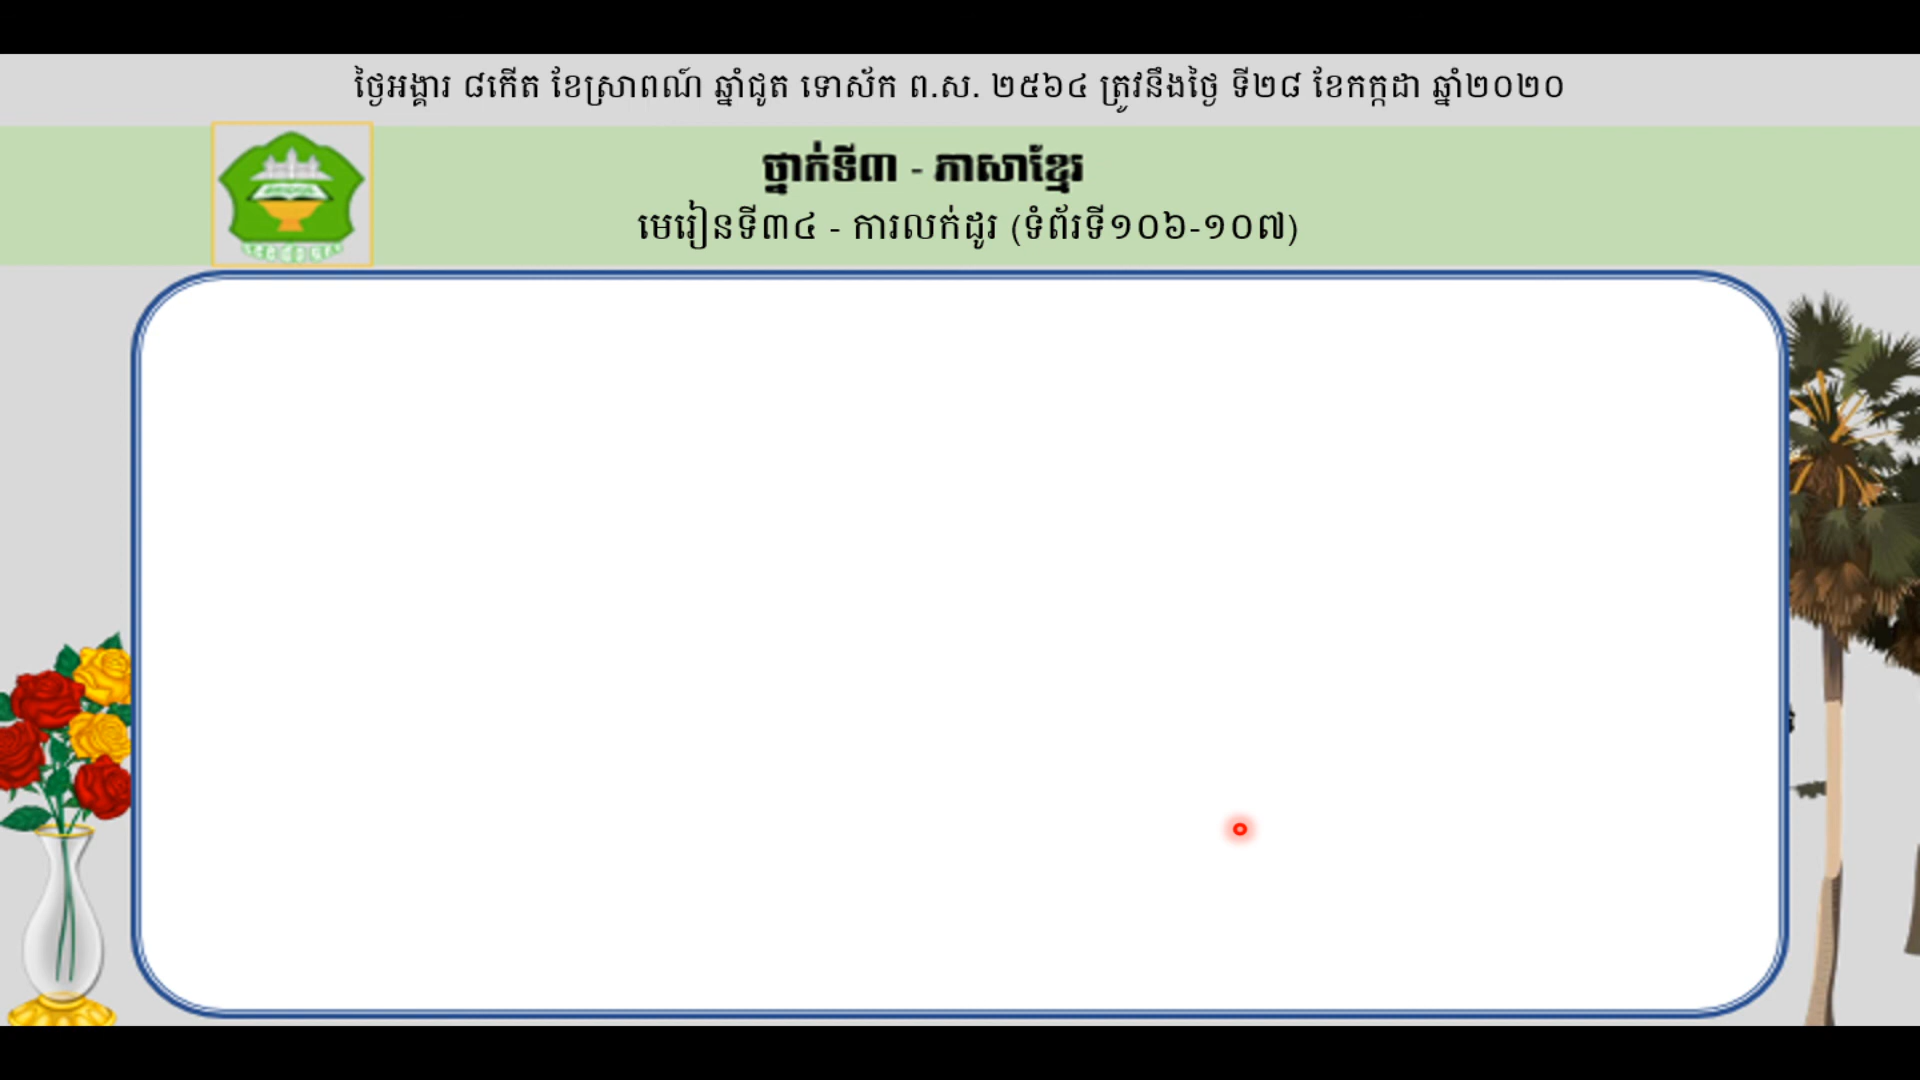 ថ្ងៃអង្គារ ៨កើត ខែស្រាពណ៍ ឆ្នាំជូត ទោស័ក ព.ស. ២៥៦៤ ត្រូវនឹងថ្ងៃ ទី២៨ ខែកក្កដា ឆ្នាំ២០២០
ថ្នាក់ទី៣ - ភាសាខ្មែរ
មេរៀនទី៣៤ - ការលក់ដូរ (ទំព័រទី១០៦-១០៧)